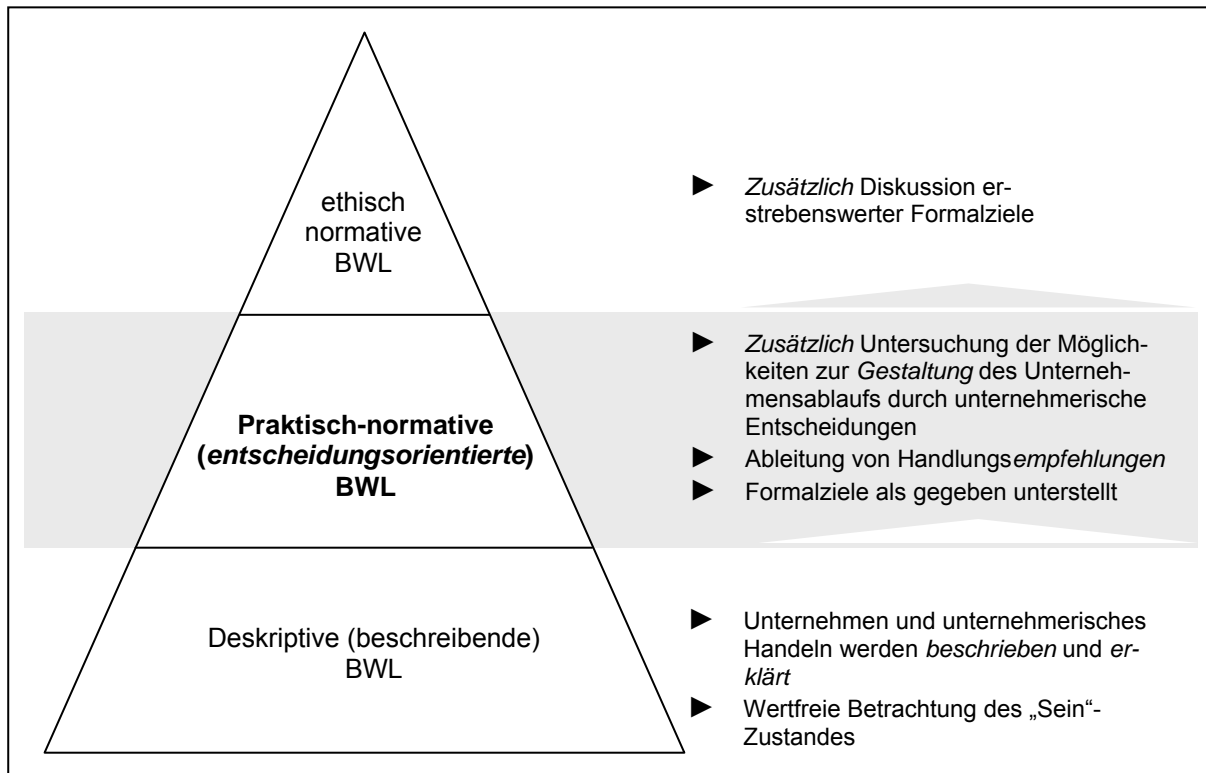 ethisch
normative
BWL
► Zusätzlich Diskussion er-
strebenswerter Formalziele
Praktisch-normative
(entscheidungsorientierte)
BWL
► Zusätzlich Untersuchung der Möglich-
keiten zur Gestaltung des Unterneh-
mensablaufs durch unternehmerische
Entscheidungen
► Ableitung von Handlungsempfehlungen
► Formalziele als gegeben unterstellt
Deskriptive (beschreibende)
BWL
► Unternehmen und unternehmerisches
Handeln werden beschrieben und er-
klärt
► Wertfreie Betrachtung des „Sein“-
Zustandes